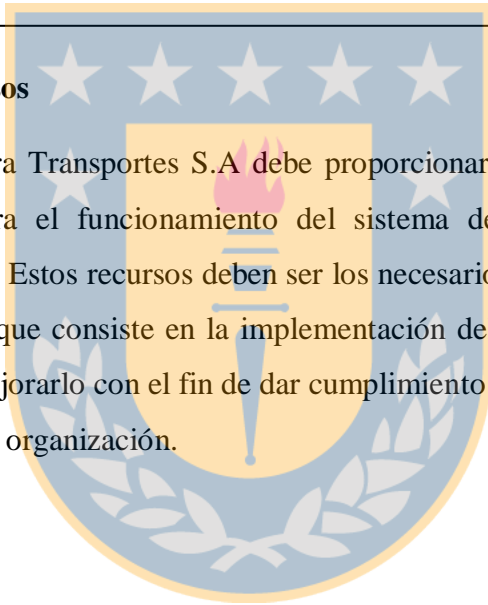 os
a Transportes S.A debe proporcionar
a el funcionamiento del sistema de
Estos recursos deben ser los necesario
que consiste en la implementación de
jorarlo con el fin de dar cumplimiento
organización.